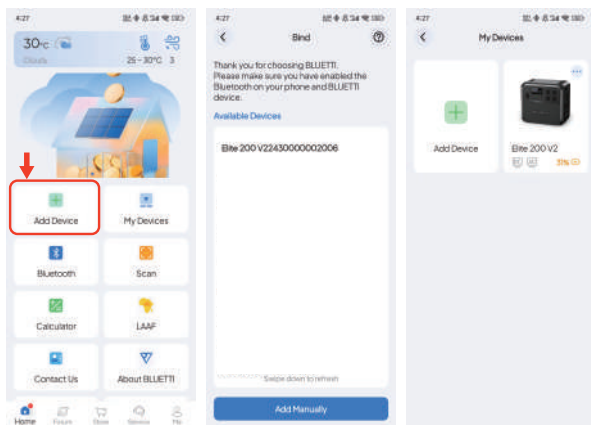 4:27
30°C
Clouds
25~30°C 3
Add Device
My Devices
Bluetooth
Scan
Calculator
LAAF
Contact Us
About BLUETTI
Home
Forum
Store
Service
Me
4:27
Bind
Thank you for choosing BLUETTI.
Please make sure you have enabled the
Bluetooth on your phone and BLUETTI
device.
Available Devices
Elite 200 V22430000002006
Swipe down to refresh
Add Manually
4:27
My Devices
Add Device
Elite 200 V2
31%